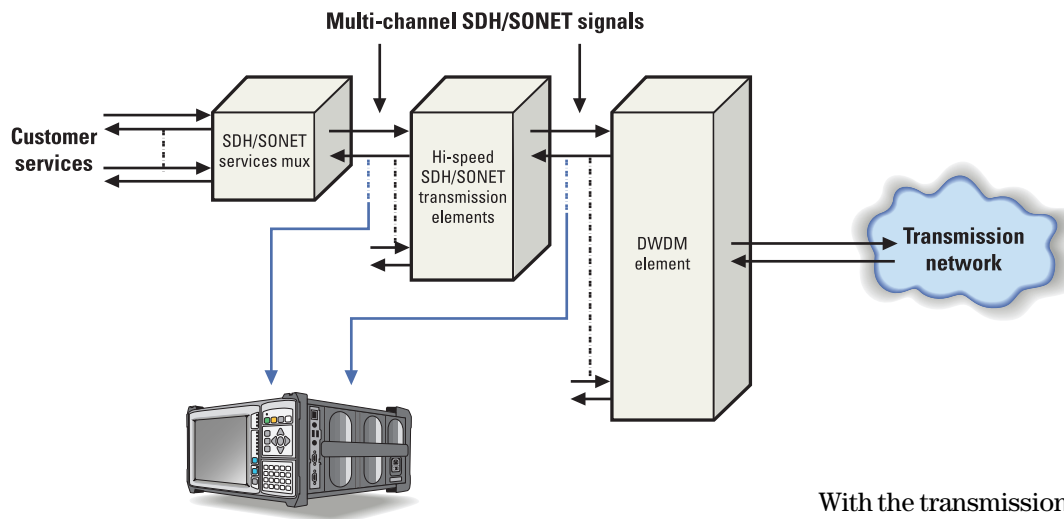 Multi-channel SDH/SONET signals
Customer
services
SDH/SONET
services mux
Hi-speed
SDH/SONET
transmission
elements
DWDM
element
Transmission
network
With the transmission